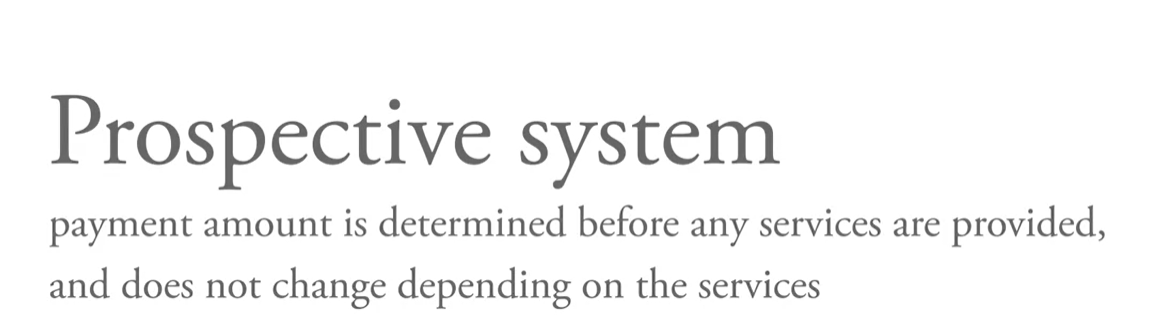 Prospective system
payment amount is determined before any services are provided,
and does not change depending on the services